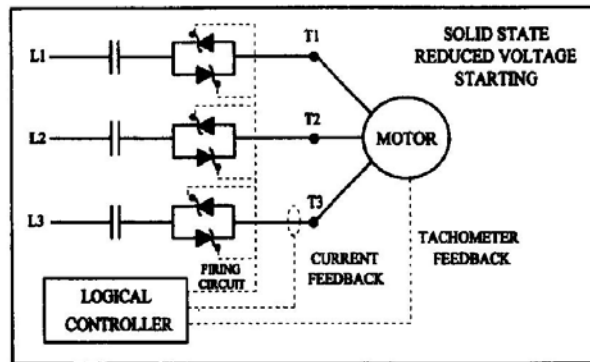 SOLID STATE
REDUCED VOLTAGE
STARTING
L1
T1
L2
T2
MOTOR
L3
T3
FIRING
CIRCUIT
CURRENT
FEEDBACK
TACHOMETER
FEEDBACK
LOGICAL
CONTROLLER